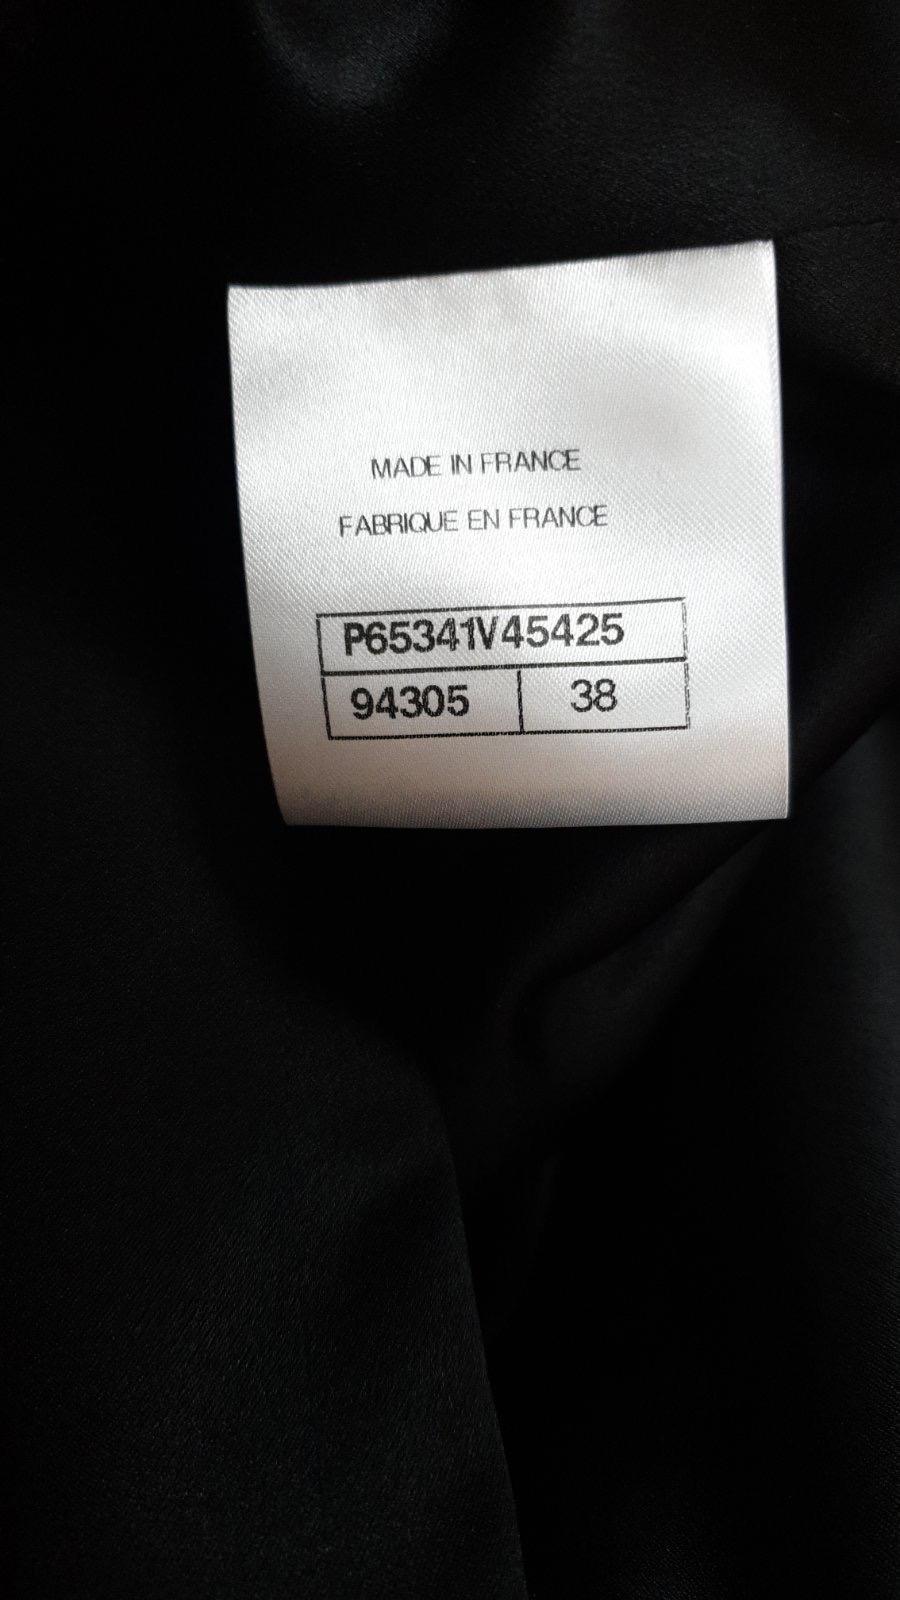 MADE IN FRANCE
FABRIQUE EN FRANCE
P65341V45425
94305 38